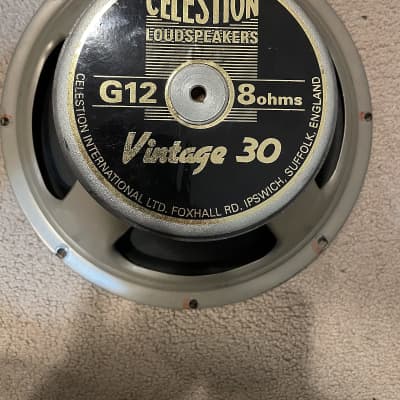 CELESTION
LOUDSPEAKERS
G12 8ohms
Vintage 30
CELESTION INTERNATIONAL LTD. FOXHALL RD. IPSWICH, SUFFOLK, ENGLAND